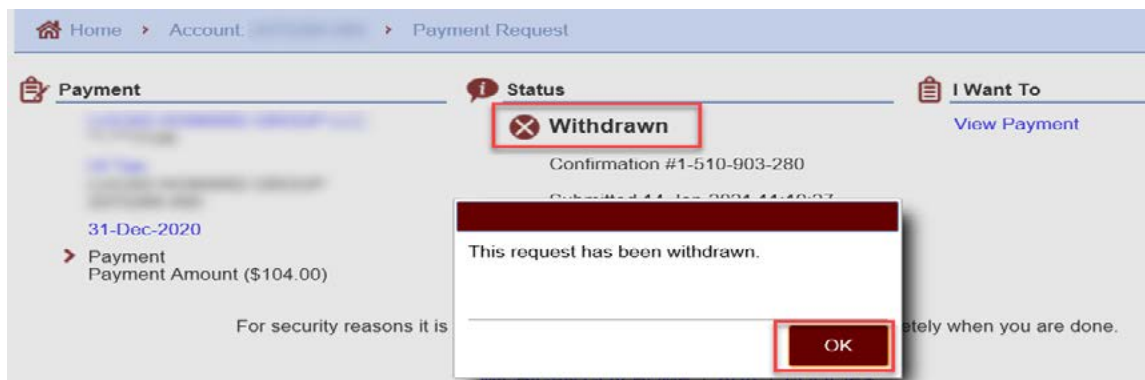 Home > Account: > Payment Request
Payment
31-Dec-2020
Payment
Payment Amount ($104.00)
Status
Withdrawn
Confirmation #1-510-903-280
This request has been withdrawn.
OK
I Want To
View Payment
For security reasons it is
etely when you are done.